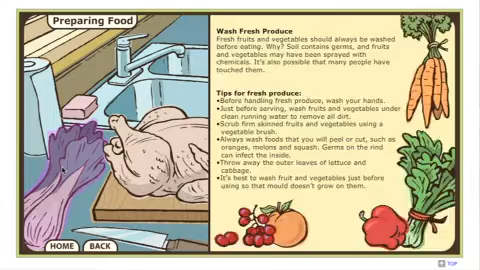 Preparing Food
Wash Fresh Produce
Fresh fruits and vegetables should always be washed
before eating. Why? Soil contains germs, and fruits
and vegetables may have been sprayed with
chemicals. It's also possible that many people have
touched them.
Tips for fresh produce:
•Before handling fresh produce, wash your hands.
•Just before serving, wash fruits and vegetables under
clean running water to remove all dirt.
•Scrub firm skinned fruits and vegetables using a
vegetable brush.
•Always wash foods that you will peel or cut, such as
oranges, melons and squash. Germs on the rind
can infect the inside.
•Throw away the outer leaves of lettuce and
cabbage.
•It's best to wash fruit and vegetables just before
using so that mould doesn't grow on them.
HOME BACK
TOP